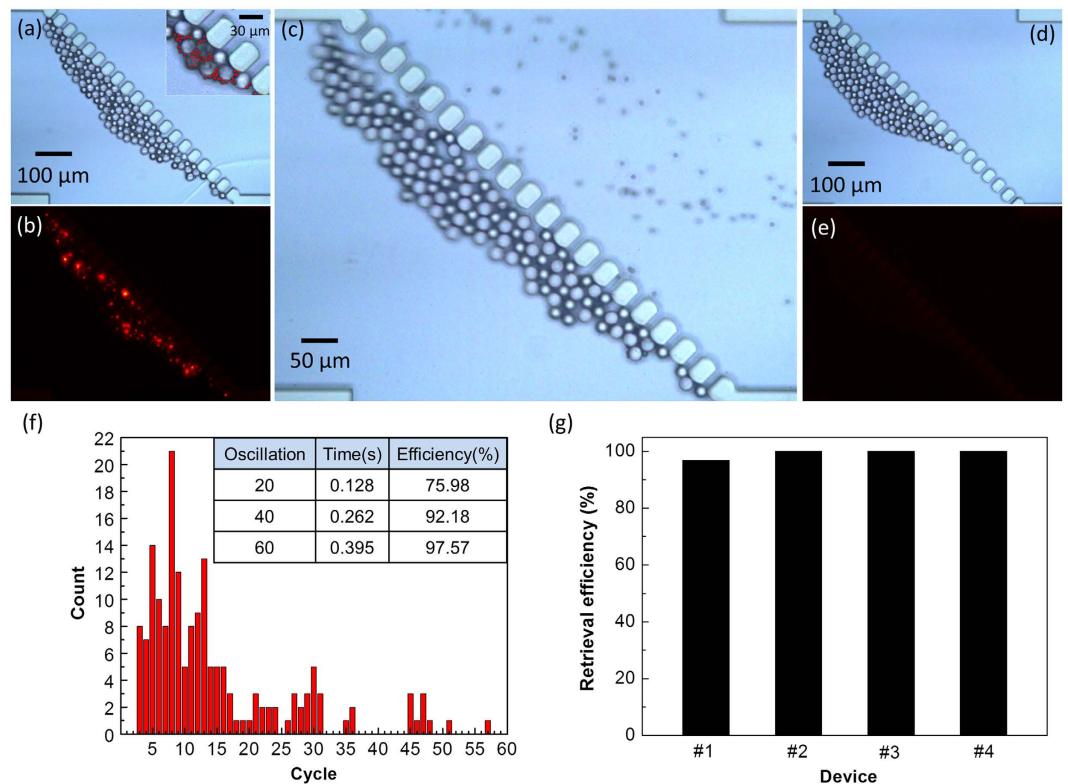 (a)
30 µm
100 µm
(b)
(c)
50 µm
(d)
100 µm
(e)
(f)
22
20
18
16
14
12
10
8
6
4
2
0
Count
5 10 15 20 25 30 35 40 45 50 55 60
Cycle
Oscillation Time(s) Efficiency(%)
20 0.128 75.98
40 0.262 92.18
60 0.395 97.57
(g)
100
80
60
40
20
0
Retrieval efficiency (%)
#1 #2 #3 #4
Device